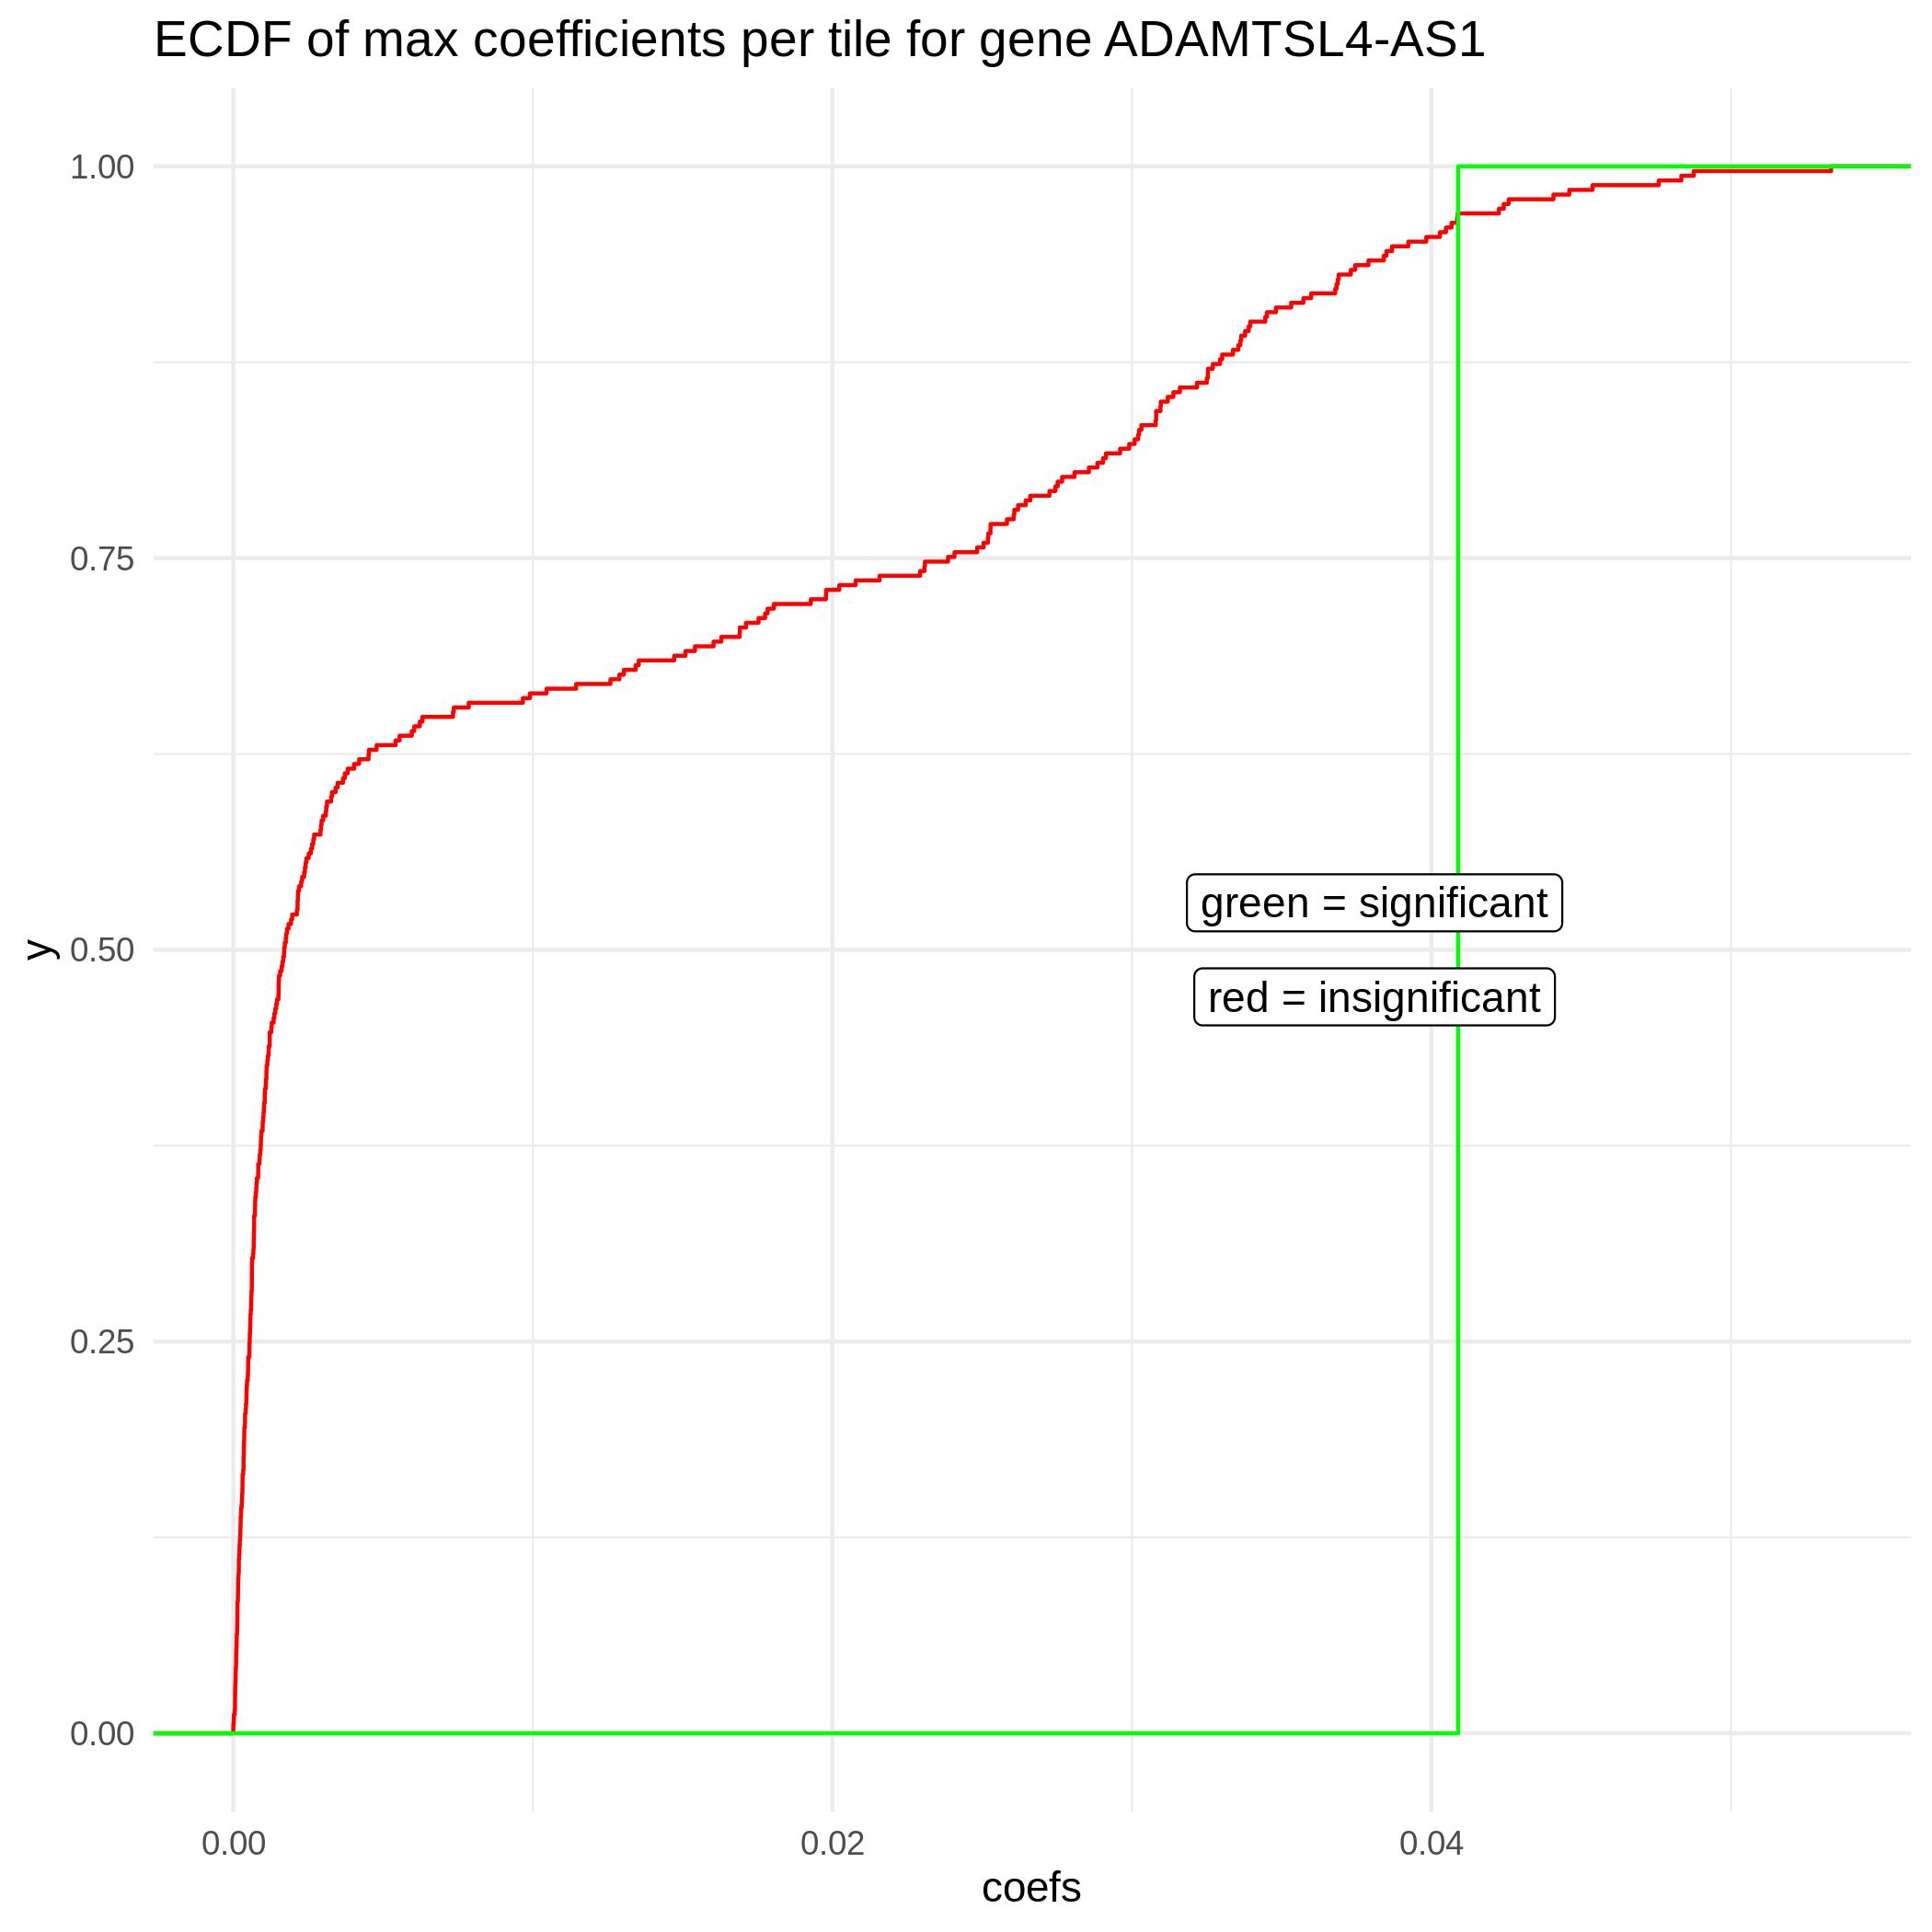 ECDF of max coefficients per tile for gene ADAMTSL4-AS1
1.00
0.75
0.50
0.25
0.00
y
green = significant
red = insignificant
0.00 0.02 0.04
coefs